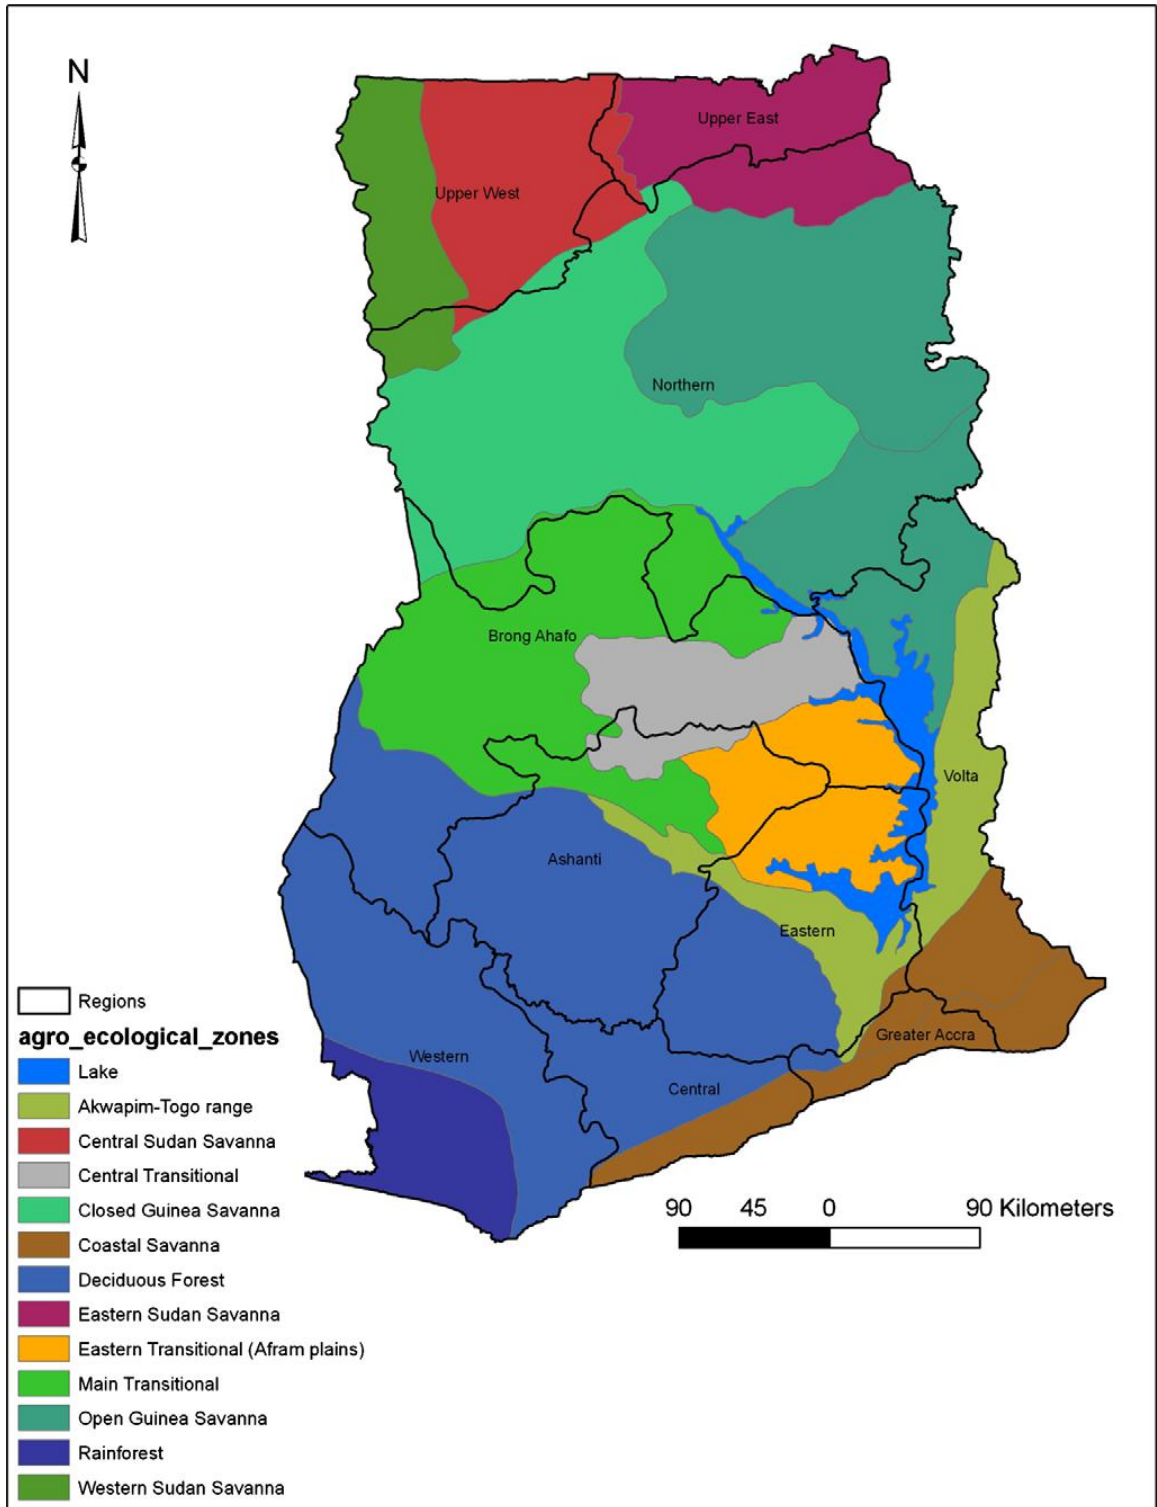 N
Upper East
Upper West
Northern
Brong Ahafo
Volta
Ashanti
Eastern
Greater Accra
Western
Central
90 45 0 90 Kilometers
Regions
agro_ecological_zones
Lake
Akwapim-Togo range
Central Sudan Savanna
Central Transitional
Closed Guinea Savanna
Coastal Savanna
Deciduous Forest
Eastern Sudan Savanna
Eastern Transitional (Afram plains)
Main Transitional
Open Guinea Savanna
Rainforest
Western Sudan Savanna